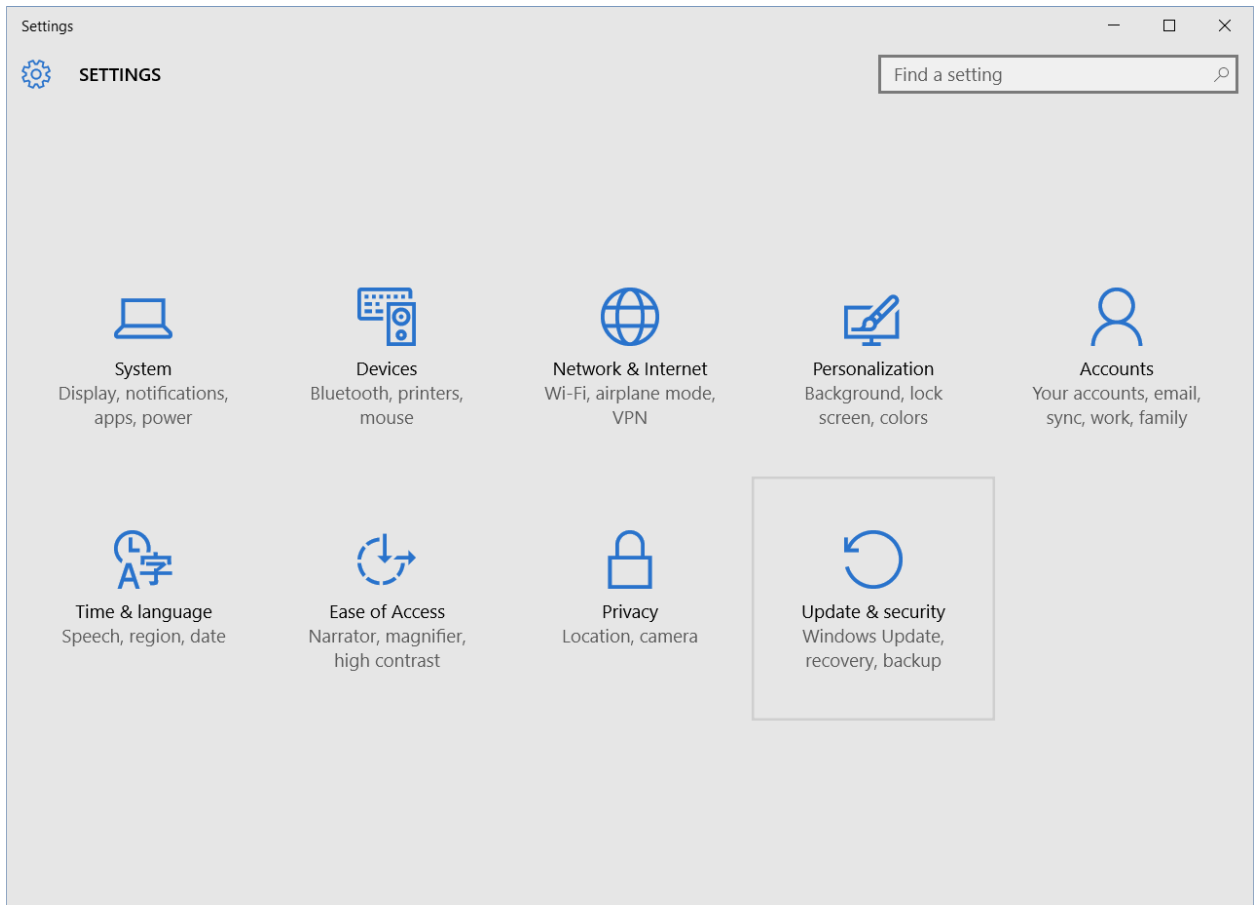 Settings
SETTINGS
Find a setting
System
Display, notifications,
apps, power
Devices
Bluetooth, printers,
mouse
Network & Internet
Wi-Fi, airplane mode,
VPN
Personalization
Background, lock
screen, colors
Accounts
Your accounts, email,
sync, work, family
A字
Time & language
Speech, region, date
Ease of Access
Narrator, magnifier,
high contrast
Privacy
Location, camera
Update & security
Windows Update,
recovery, backup